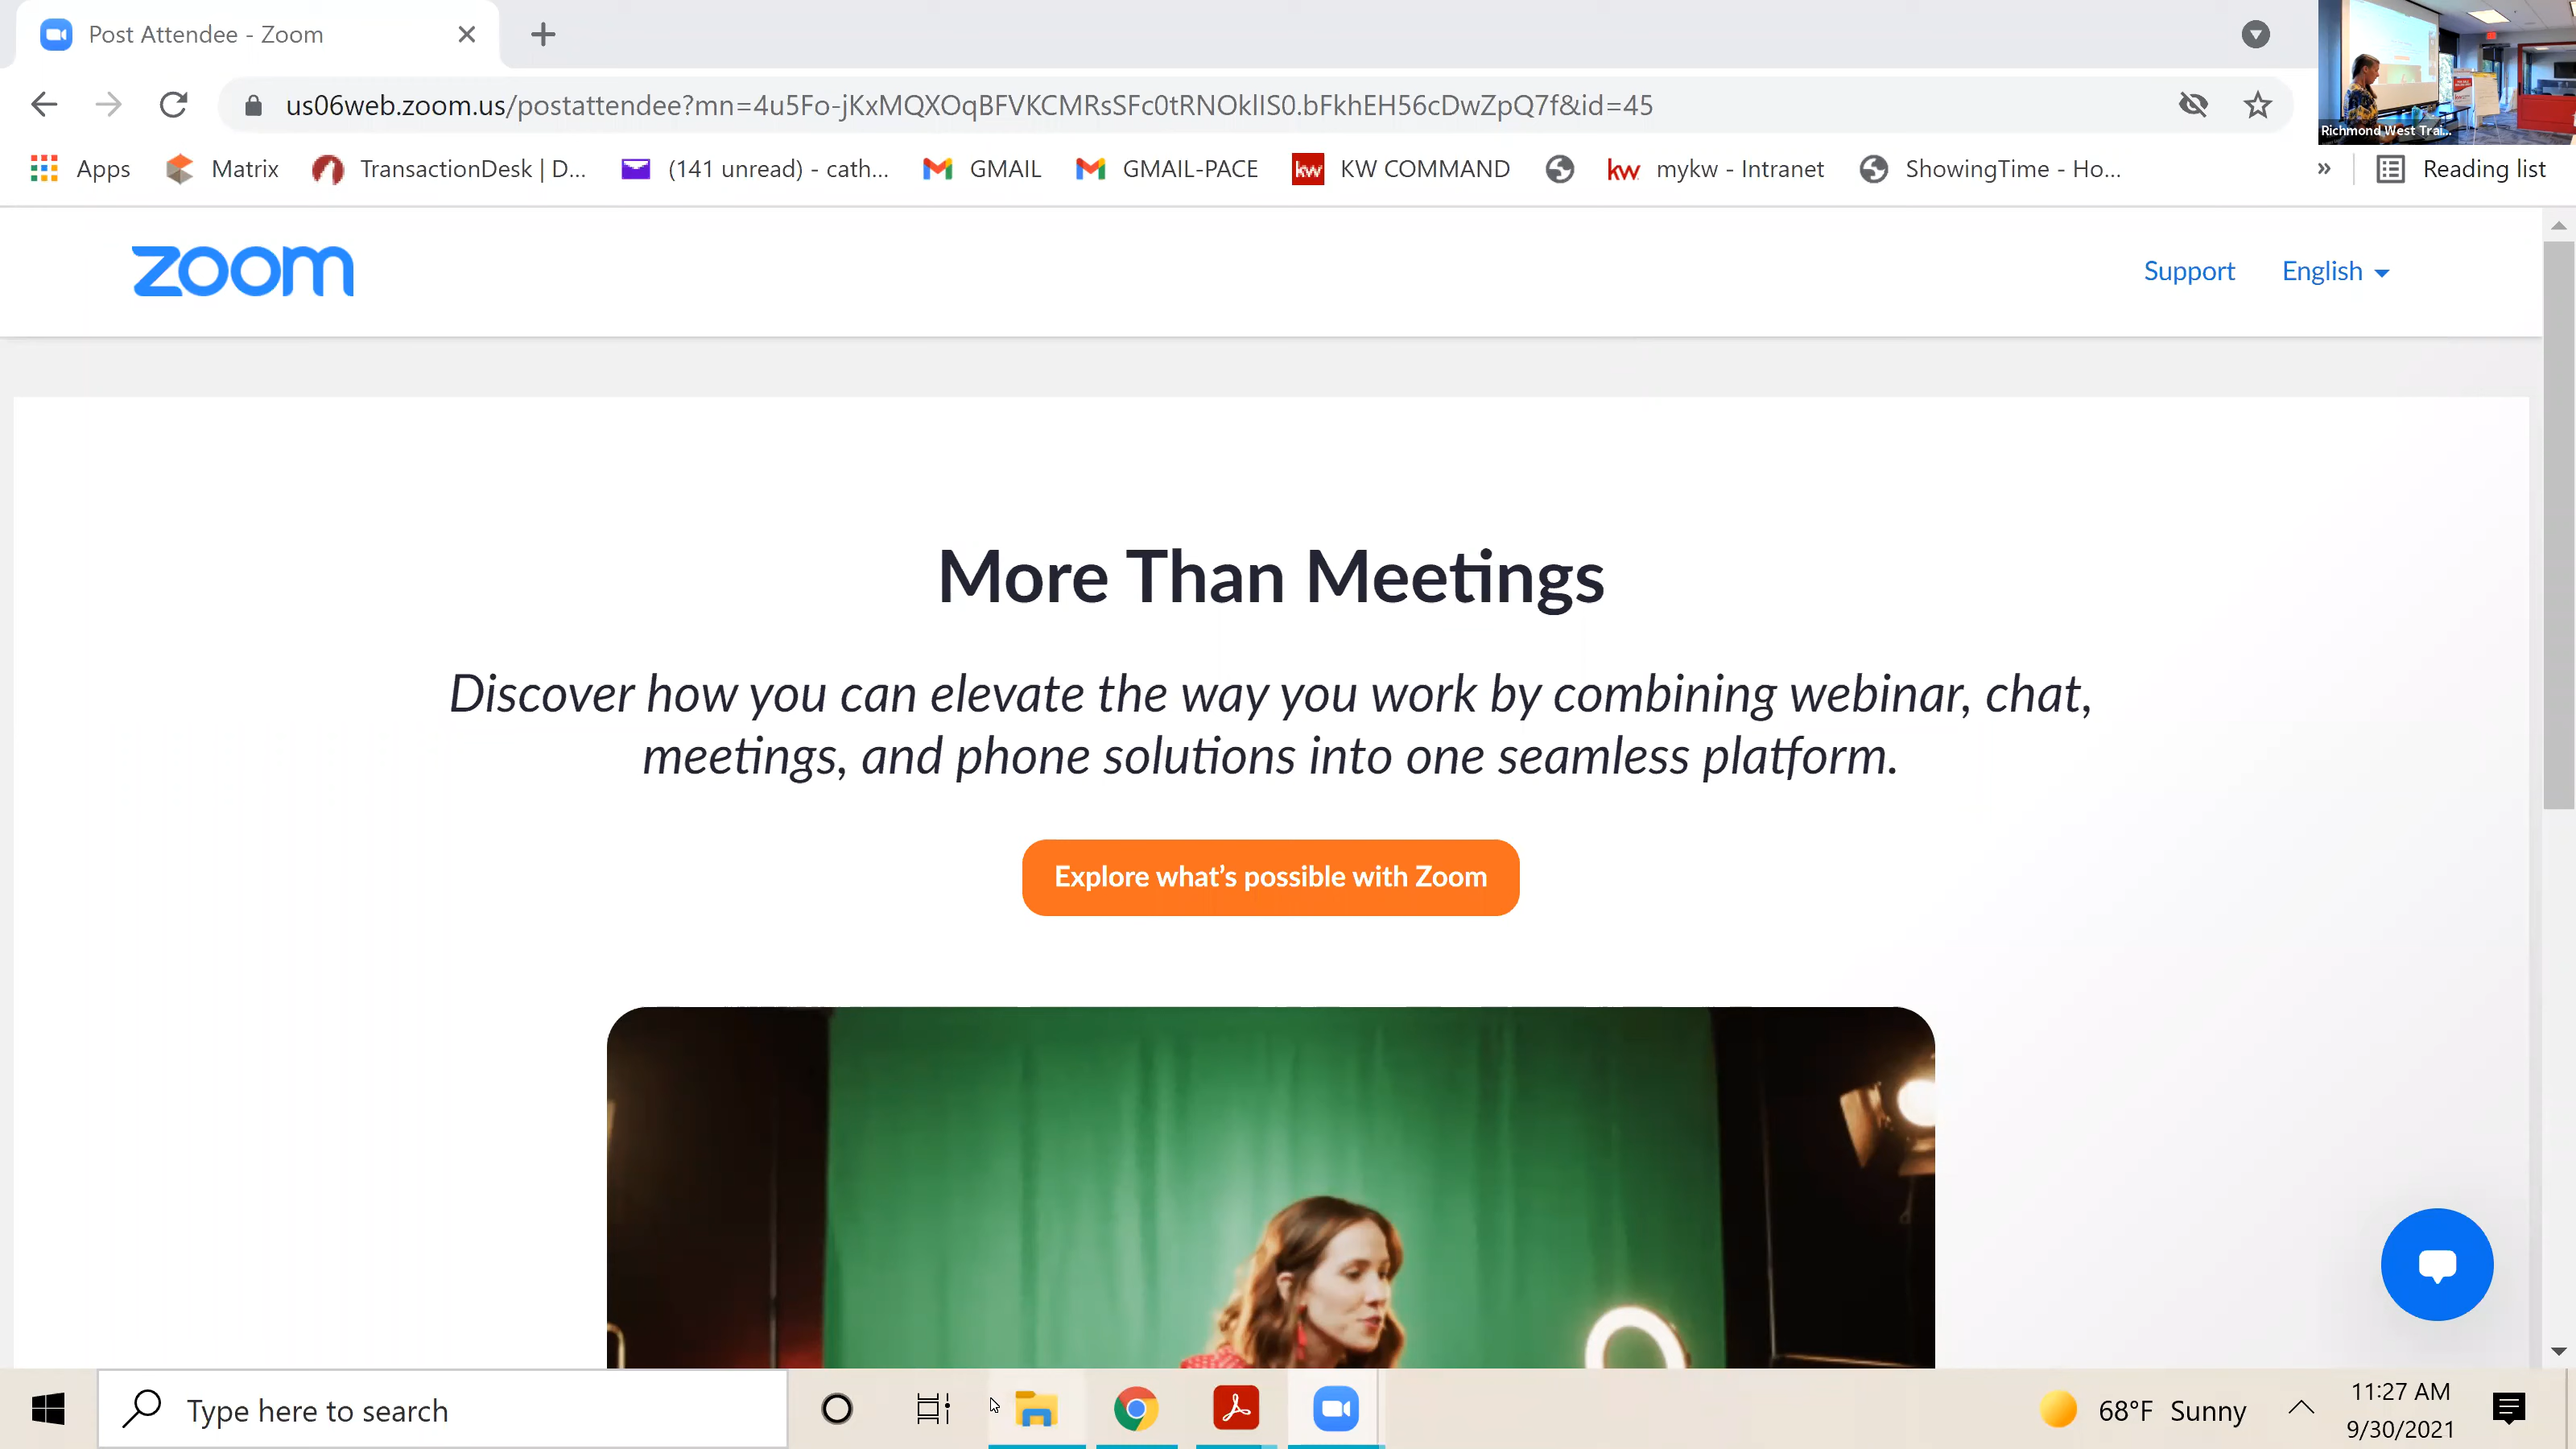 Post Attendee - Zoom
us06web.zoom.us/postattendee?mn=4u5Fo-jKxMQXOqBFVKCMRsSFc0tRNOklIS0.bFkhEH56cDwZpQ7f&id=45
Richmond West Trai...
Apps
Matrix
TransactionDesk | D...
(141 unread) - cath...
GMAIL
GMAIL-PACE
kw
KW COMMAND
kw
mykw - Intranet
ShowingTime - Ho...
»
Reading list
zoom
Support
English
More Than Meetings
Discover how you can elevate the way you work by combining webinar, chat,
meetings, and phone solutions into one seamless platform.
Explore what's possible with Zoom
Type here to search
68°F Sunny
11:27 AM
9/30/2021